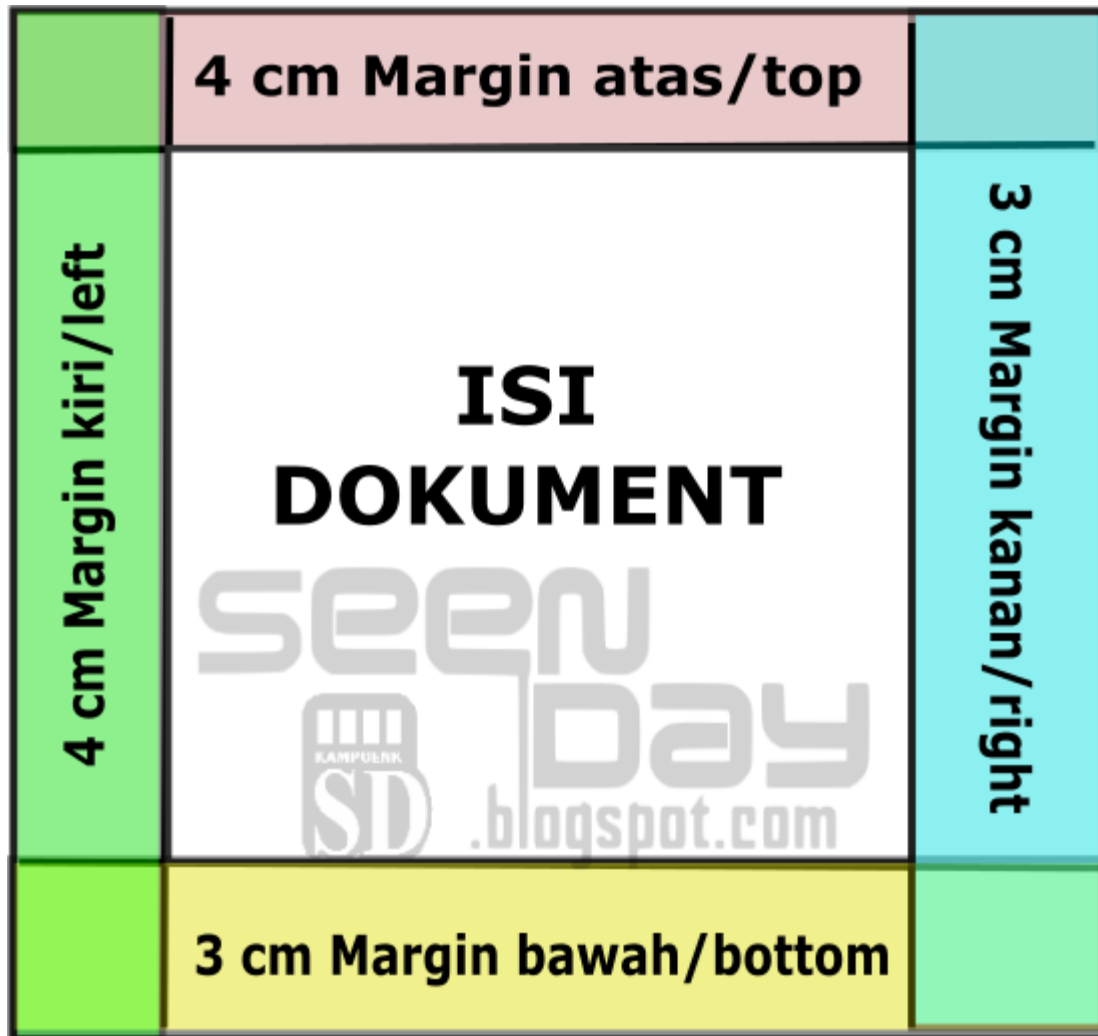 4 cm Margin atas/top
4 cm Margin kiri/left
3 cm Margin kanan/right
ISI
DOKUMENT
seen
Day
KAMPUENK
SD
.blogspot.com
3 cm Margin bawah/bottom